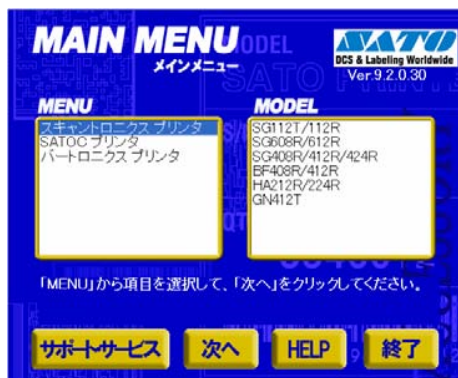 MAIN MENU
メインメニュー
SATO
DCS & Labeling Worldwide
Ver.9.2.0.30
MENU
スキャントロニクス プリンタ
SATOC プリンタ
バートロニクス プリンタ
MODEL
SG112T/112R
SG608R/612R
SG408R/412R/424R
BF408R/412R
HA212R/224R
GN412T
「MENU」から項目を選択して、「次へ」をクリックしてください。
サポートサービス
次へ
HELP
終了